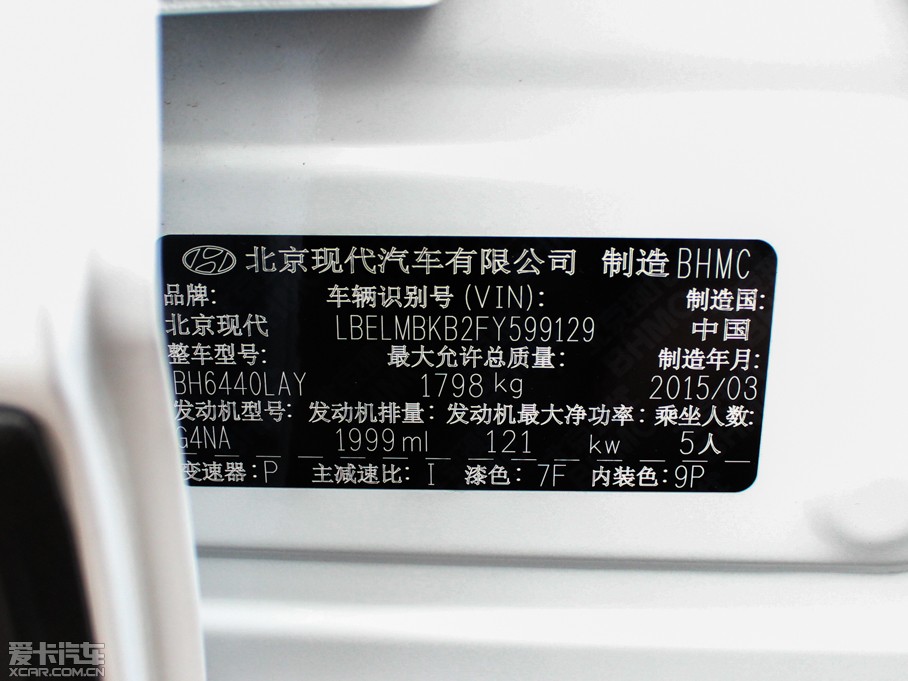 北京现代汽车有限公司 制造 BHMC
品牌: 车辆识别号(VIN): 制造国:
北京现代 LBELMBKB2FY599129 中国
整车型号: 最大允许总质量: 制造年月:
BH6440LAY 1798 kg 2015/03
发动机型号: 发动机排量: 发动机最大净功率: 乘坐人数:
G4NA 1999 ml 121 kw 5人
变速器: P 主减速比: I 漆色: 7F 内装色: 9P
爱卡汽车
XCAR.COM.CN